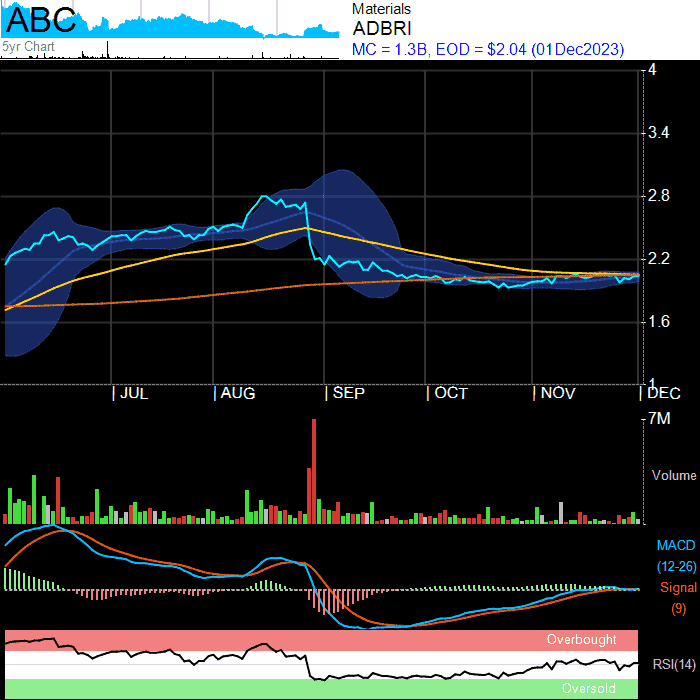 ABC
5yr Chart
Materials
ADBRI
MC = 1.3B, EOD = $2.04 (01Dec2023)
4
3.4
2.8
2.2
1.6
1
JUL
AUG
SEP
OCT
NOV
DEC
7M
Volume
MACD
(12-26)
Signal
(9)
Overbought
RSI(14)
Oversold